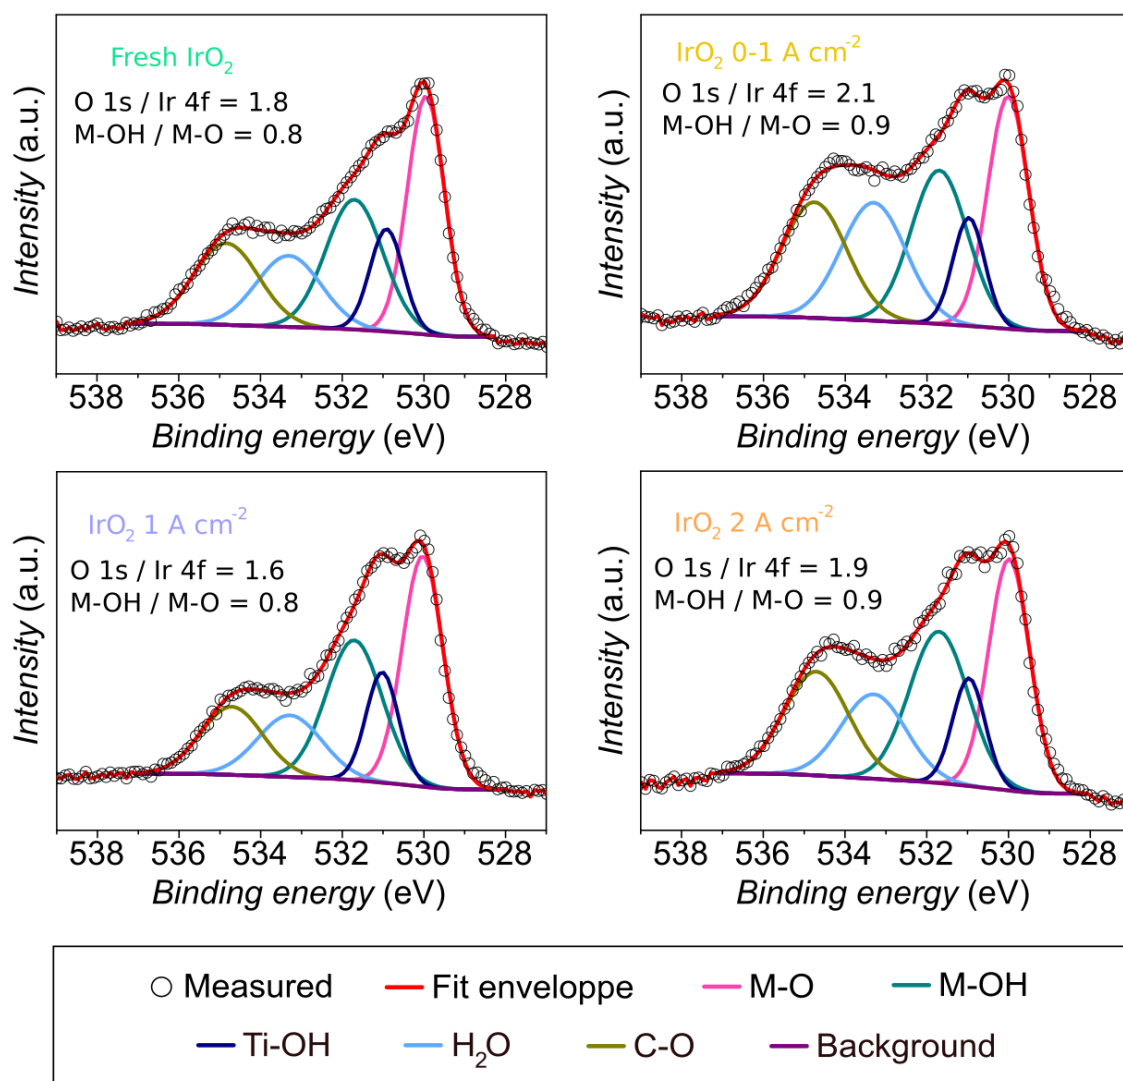 Fresh IrO₂
O 1s / Ir 4f = 1.8
M-OH / M-O = 0.8
Intensity (a.u.)
538 536 534 532 530 528
Binding energy (eV)
IrO₂ 0-1 A cm⁻²
O 1s / Ir 4f = 2.1
M-OH / M-O = 0.9
Intensity (a.u.)
538 536 534 532 530 528
Binding energy (eV)
IrO₂ 1 A cm⁻²
O 1s / Ir 4f = 1.6
M-OH / M-O = 0.8
Intensity (a.u.)
538 536 534 532 530 528
Binding energy (eV)
IrO₂ 2 A cm⁻²
O 1s / Ir 4f = 1.9
M-OH / M-O = 0.9
Intensity (a.u.)
538 536 534 532 530 528
Binding energy (eV)
Measured Fit enveloppe M-O M-OH
Ti-OH H₂O C-O Background